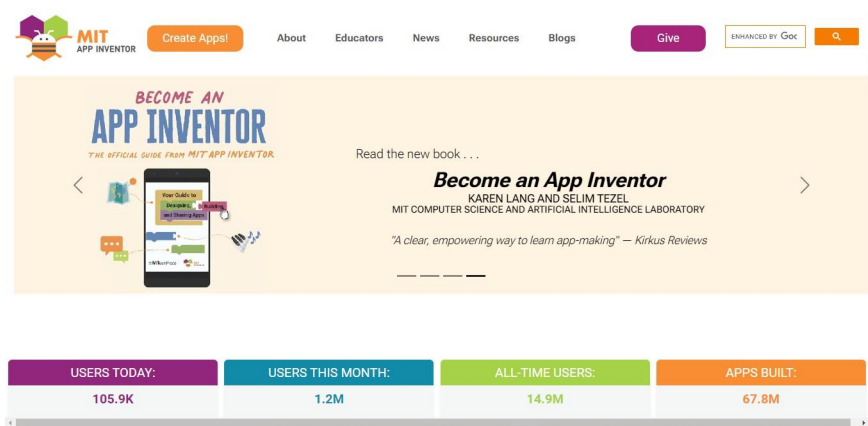 MIT
APP INVENTOR
Create Apps!
About
Educators
News
Resources
Blogs
Give
ENHANCED BY Goo
BECOME AN
APP INVENTOR
THE OFFICIAL GUIDE FROM MIT APP INVENTOR
Your Guide to
Designing, Building,
and Sharing Apps
Read the new book . . .
Become an App Inventor
KAREN LANG AND SELIM TEZEL
MIT COMPUTER SCIENCE AND ARTIFICIAL INTELLIGENCE LABORATORY
"A clear, empowering way to learn app-making" — Kirkus Reviews
USERS TODAY:
USERS THIS MONTH:
ALL-TIME USERS:
APPS BUILT:
105.9K
1.2M
14.9M
67.8M